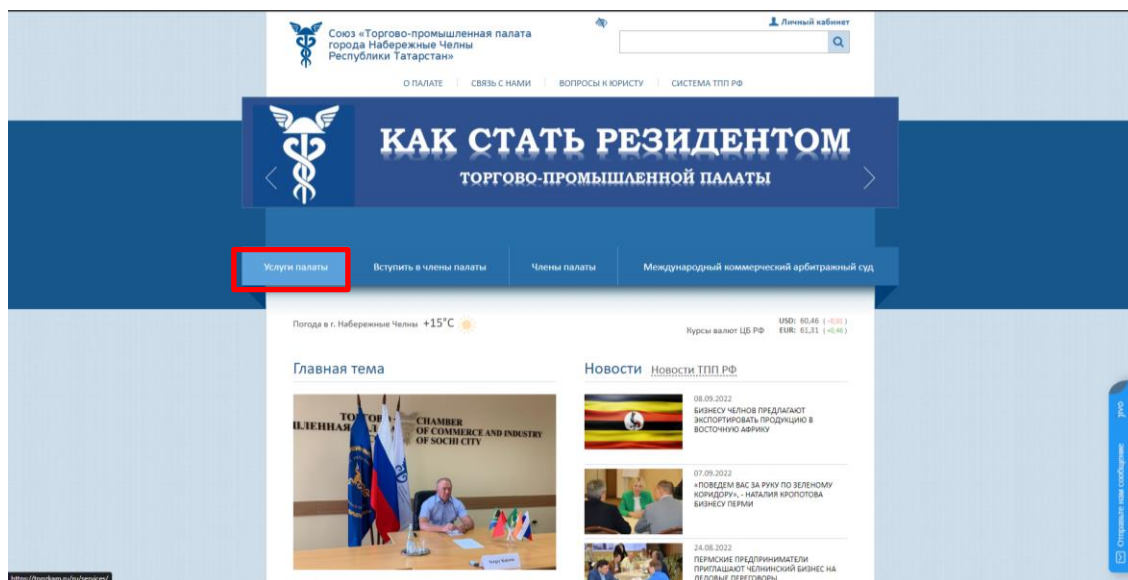 Союз «Торгово-промышленная палата
города Набережные Челны
Республики Татарстан»
Личный кабинет
О ПАЛАТЕ
СВЯЗЬ С НАМИ
ВОПРОСЫ К ЮРИСТУ
СИСТЕМА ТПП РФ
КАК СТАТЬ РЕЗИДЕНТОМ
ТОРГОВО-ПРОМЫШЛЕННОЙ ПАЛАТЫ
Услуги палаты
Вступить в члены палаты
Члены палаты
Международный коммерческий арбитражный суд
Погода в г. Набережные Челны +15°C
Курсы валют ЦБ РФ
USD: 60,46
EUR: 61,31 ( +0,46 )
Главная тема
CHAMBER
OF COMMERCE AND INDUSTRY
OF SOCHI CITY
Новости Новости ТПП РФ
08.09.2022
БИЗНЕСУ ЧЕЛНОВ ПРЕДЛАГАЮТ
ЭКСПОРТИРОВАТЬ ПРОДУКЦИЮ В
ВОСТОЧНУЮ АФРИКУ
07.09.2022
«ПОВЕДЕМ ВАС ЗА РУКУ ПО ЗЕЛЕНОМУ
КОРИДОРУ», - НАТАЛИЯ КРОПОТОВА
БИЗНЕСУ ПЕРМИ
24.08.2022
ПЕРМСКИЕ ПРЕДПРИНИМАТЕЛИ
ПРИГЛАШАЮТ ЧЕЛНИНСКИЙ БИЗНЕС НА
ДЕЛОВЫЕ ПЕРЕГОВОРЫ
Отправьте нам сообщение
jivo